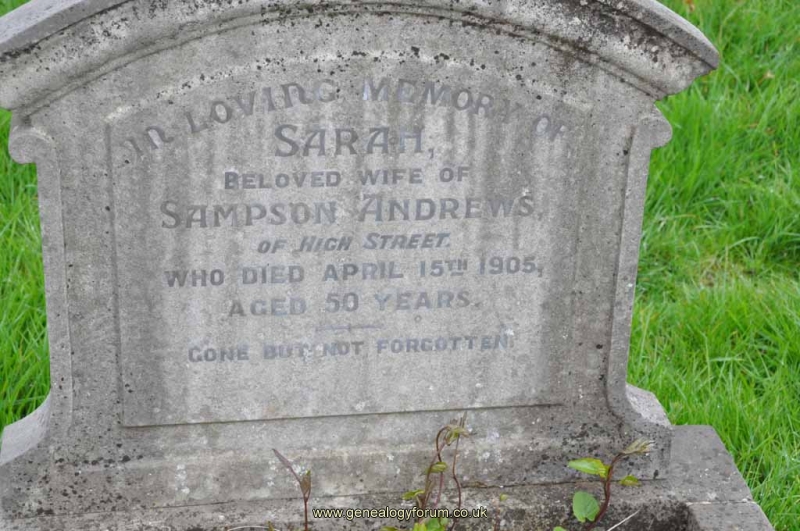 IN LOVING MEMORY OF
SARAH,
BELOVED WIFE OF
SAMPSON ANDREWS,
OF HIGH STREET.
WHO DIED APRIL 15TH 1905,
AGED 50 YEARS.
GONE BUT NOT FORGOTTEN.
www.genealogyforum.co.uk